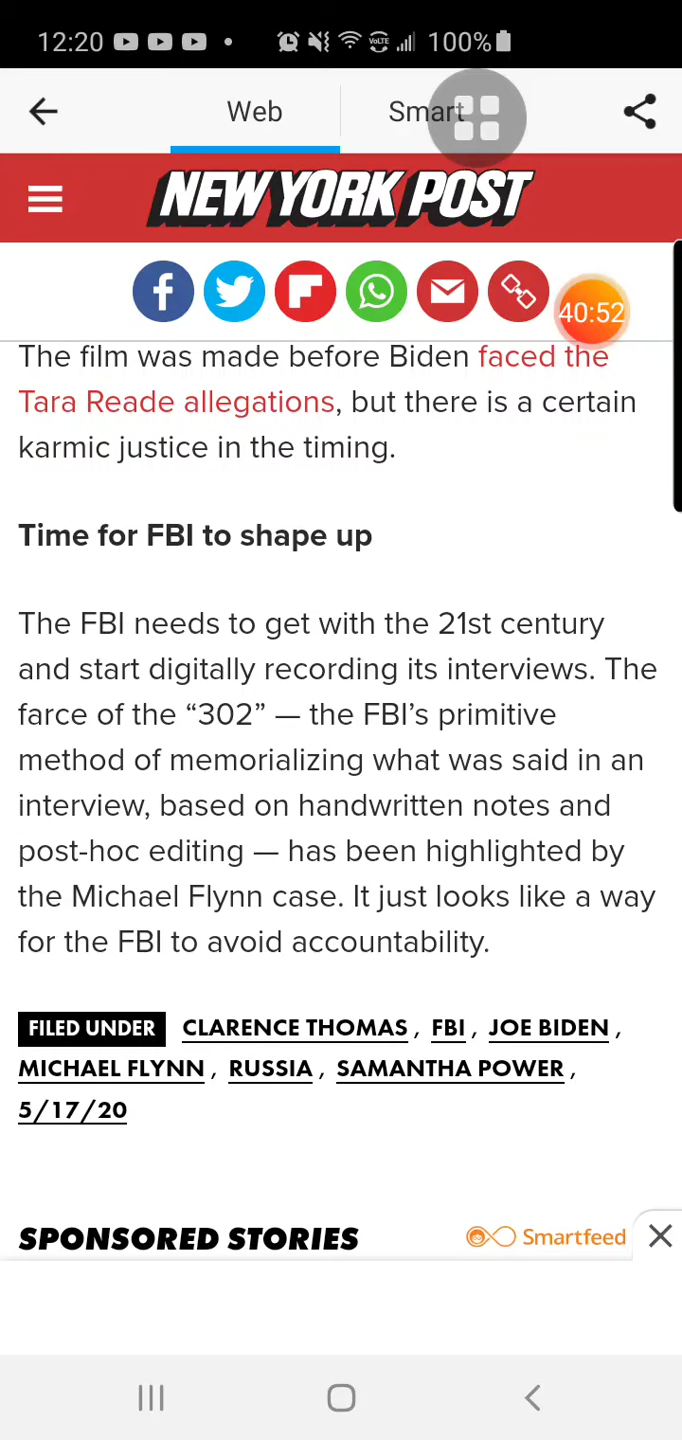 12:20 100%
Web Smart
NEW YORK POST
40:52
The film was made before Biden faced the
Tara Reade allegations, but there is a certain
karmic justice in the timing.
Time for FBI to shape up
The FBI needs to get with the 21st century
and start digitally recording its interviews. The
farce of the “302” — the FBI’s primitive
method of memorializing what was said in an
interview, based on handwritten notes and
post-hoc editing — has been highlighted by
the Michael Flynn case. It just looks like a way
for the FBI to avoid accountability.
FILED UNDER CLARENCE THOMAS , FBI , JOE BIDEN ,
MICHAEL FLYNN , RUSSIA , SAMANTHA POWER ,
5/17/20
SPONSORED STORIES Smartfeed